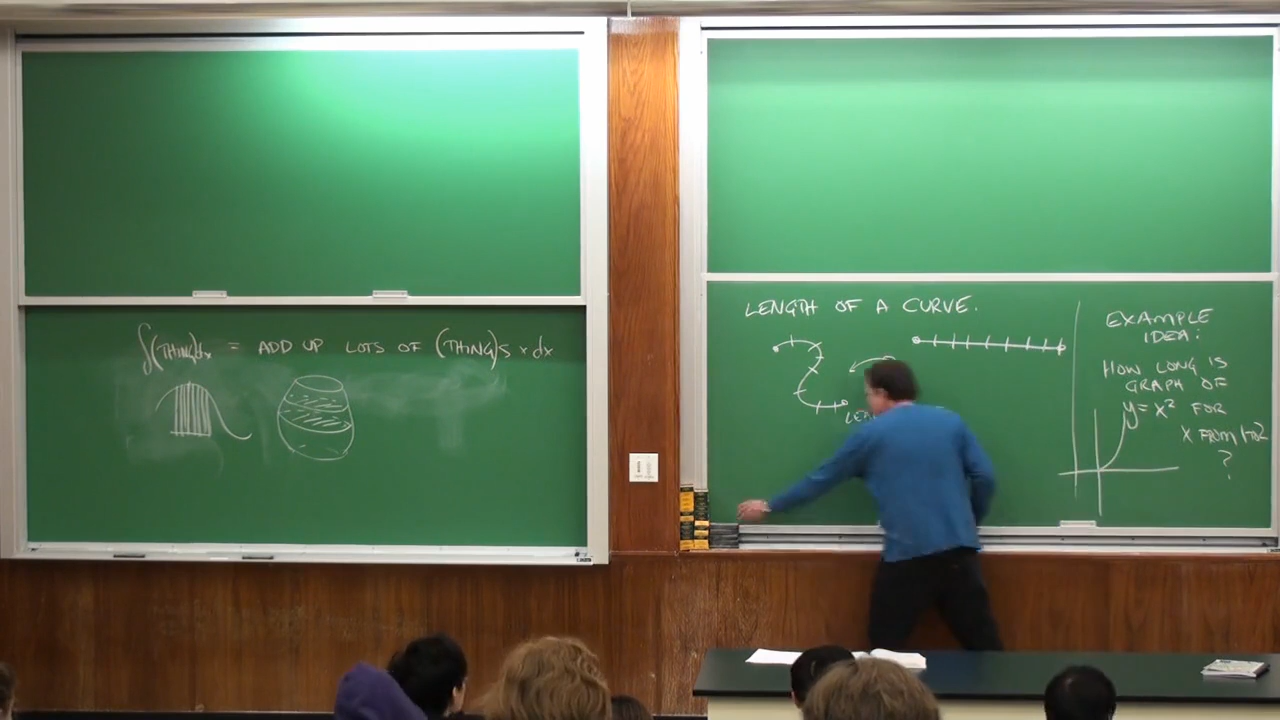 ∫(THING)dx = ADD UP LOTS OF (THING)S × dx
LENGTH OF A CURVE.
EXAMPLE
IDEA:
HOW LONG IS
GRAPH OF
y = x² FOR
X FROM 1 TO 2
?